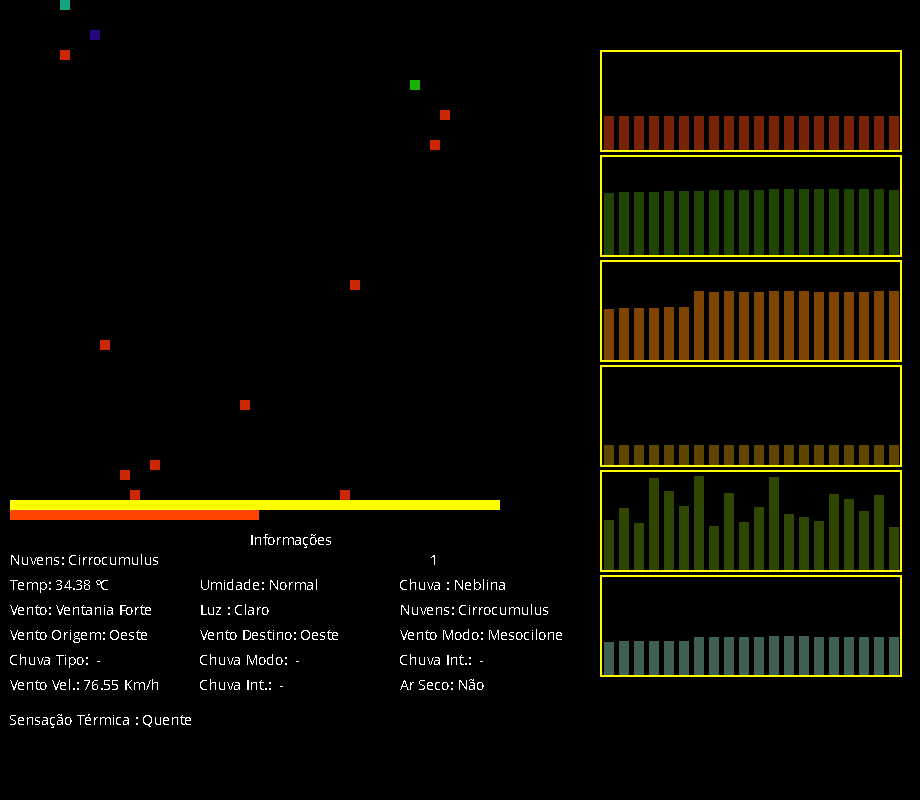 Informações
Nuvens: Cirrocumulus 1
Temp: 34.38 ºC Umidade: Normal Chuva : Neblina
Vento: Ventania Forte Luz : Claro Nuvens: Cirrocumulus
Vento Origem: Oeste Vento Destino: Oeste Vento Modo: Mesocilone
Chuva Tipo: - Chuva Modo: - Chuva Int.: -
Vento Vel.: 76.55 Km/h Chuva Int.: - Ar Seco: Não
Sensação Térmica : Quente